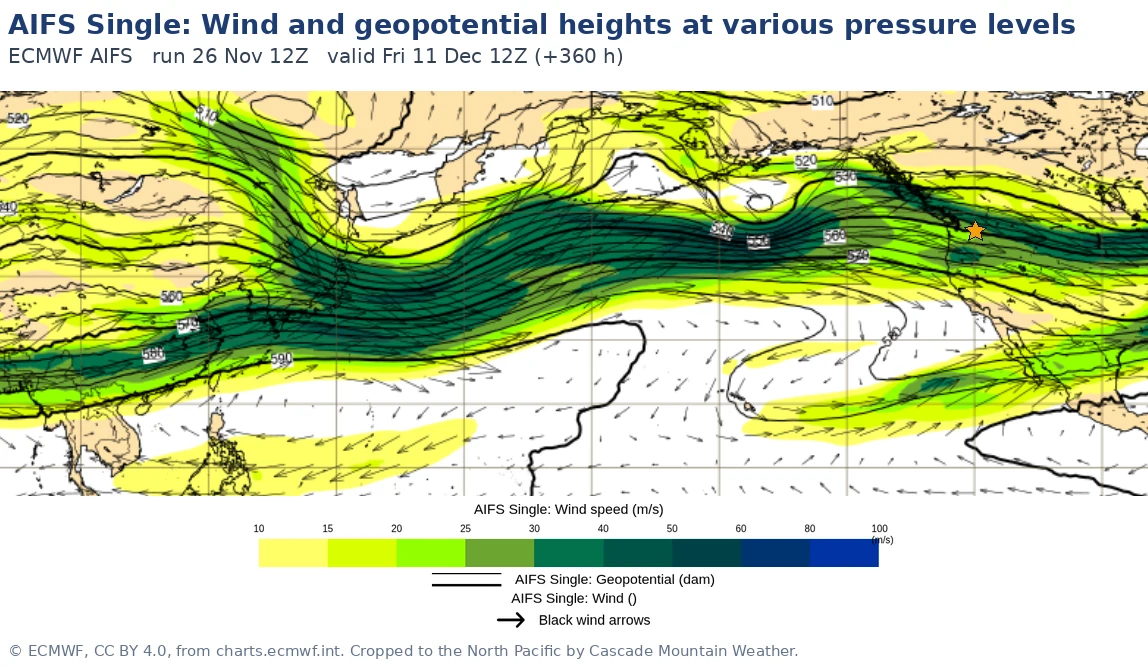 AIFS Single: Wind and geopotential heights at various pressure levels
ECMWF AIFS run 26 Nov 12Z valid Fri 11 Dec 12Z (+360 h)
510
510
520
520
530
540
550
560
570
580
560
570
580
590
AIFS Single: Wind speed (m/s)
10 15 20 25 30 40 50 60 80 100
(m/s)
AIFS Single: Geopotential (dam)
AIFS Single: Wind ()
Black wind arrows
© ECMWF, CC BY 4.0, from charts.ecmwf.int. Cropped to the North Pacific by Cascade Mountain Weather.